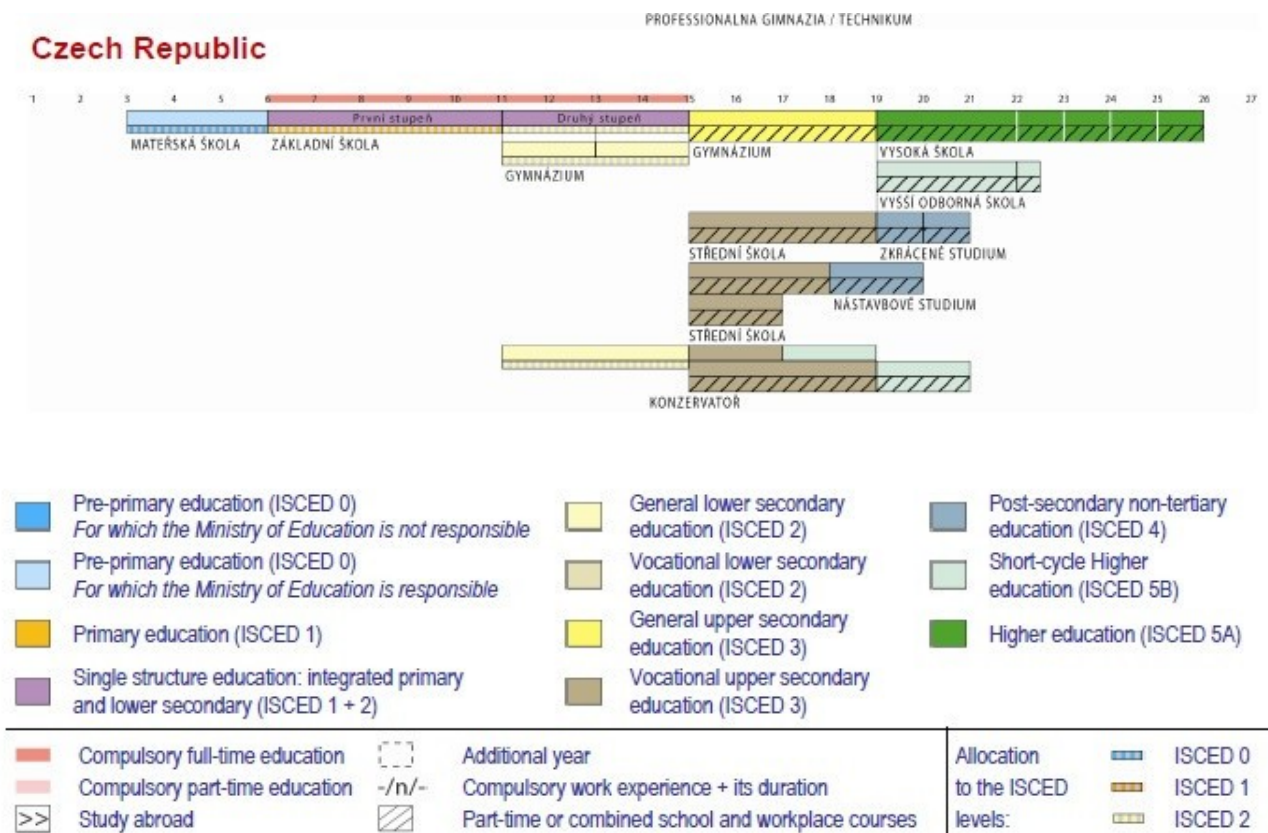 PROFESSIONALNA GIMNAZIA / TECHNIKUM
Czech Republic
1 2 3 4 5 6 7 8 9 10 11 12 13 14 15 16 17 18 19 20 21 22 23 24 25 26 27
První stupeň Druhý stupeň
MATEŘSKÁ ŠKOLA ZÁKLADNÍ ŠKOLA GYMNÁZIUM VYSOKÁ ŠKOLA
GYMNÁZIUM
VYŠŠÍ ODBORNÁ ŠKOLA
STŘEDNÍ ŠKOLA ZKRÁCENÉ STUDIUM
NÁSTAVBOVÉ STUDIUM
STŘEDNÍ ŠKOLA
KONZERVATOŘ
Pre-primary education (ISCED 0)
For which the Ministry of Education is not responsible
Pre-primary education (ISCED 0)
For which the Ministry of Education is responsible
Primary education (ISCED 1)
Single structure education: integrated primary
and lower secondary (ISCED 1 + 2)
General lower secondary
education (ISCED 2)
Vocational lower secondary
education (ISCED 2)
General upper secondary
education (ISCED 3)
Vocational upper secondary
education (ISCED 3)
Post-secondary non-tertiary
education (ISCED 4)
Short-cycle Higher
education (ISCED 5B)
Higher education (ISCED 5A)
Compulsory full-time education
Compulsory part-time education
>> Study abroad
Additional year
-/n/- Compulsory work experience + its duration
Part-time or combined school and workplace courses
Allocation
to the ISCED
levels:
ISCED 0
ISCED 1
ISCED 2